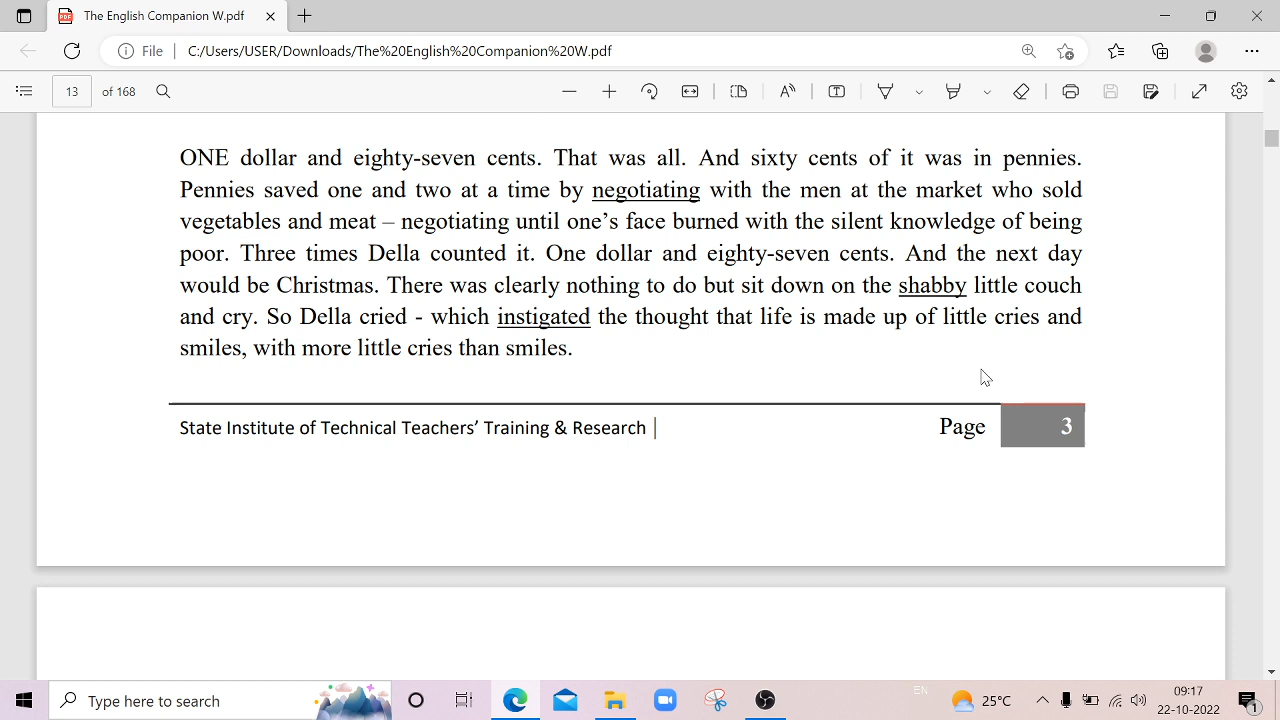 The English Companion W.pdf
File
C:/Users/USER/Downloads/The%20English%20Companion%20W.pdf
13 of 168
ONE dollar and eighty-seven cents. That was all. And sixty cents of it was in pennies.
Pennies saved one and two at a time by negotiating with the men at the market who sold
vegetables and meat – negotiating until one’s face burned with the silent knowledge of being
poor. Three times Della counted it. One dollar and eighty-seven cents. And the next day
would be Christmas. There was clearly nothing to do but sit down on the shabby little couch
and cry. So Della cried - which instigated the thought that life is made up of little cries and
smiles, with more little cries than smiles.
State Institute of Technical Teachers’ Training & Research |
Page 3
Type here to search
EN
25°C
09:17
22-10-2022
1